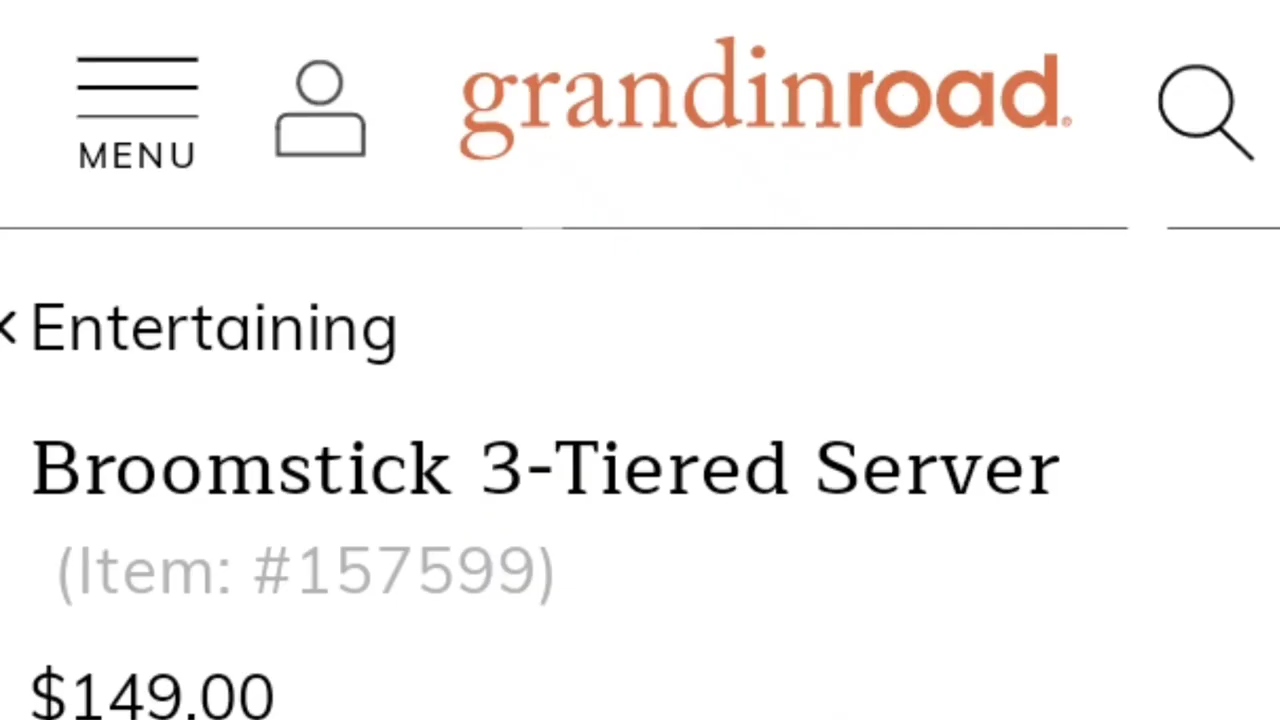 MENU
grandinroad®
Entertaining
Broomstick 3-Tiered Server
(Item: #157599)
$149.00